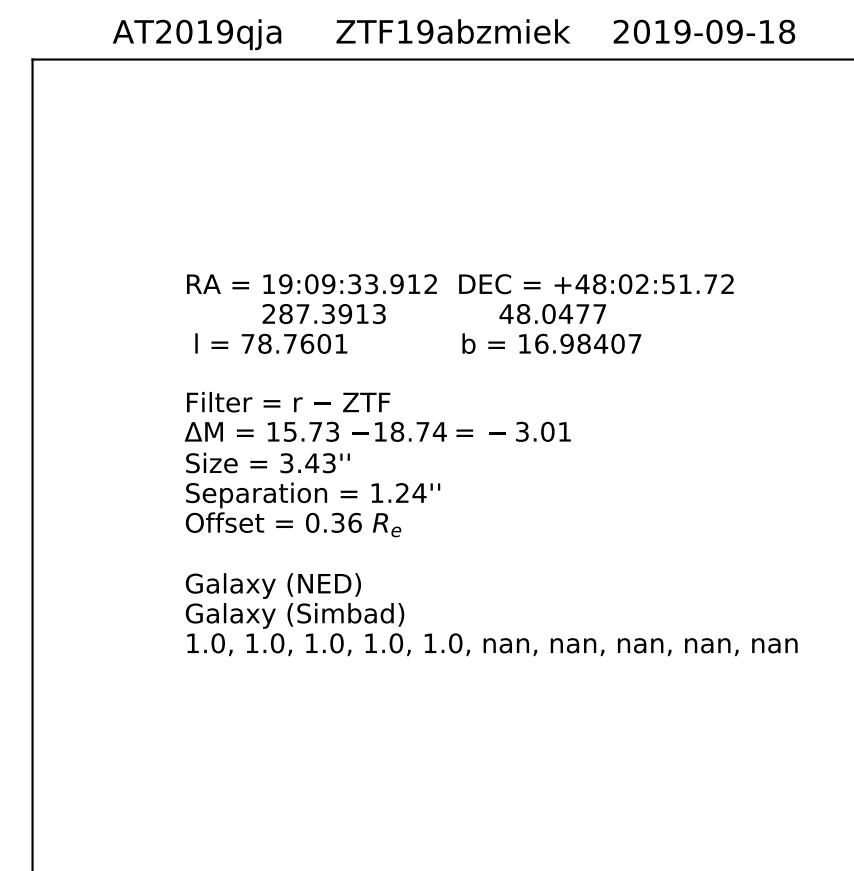 AT2019qja ZTF19abzmiek 2019-09-18
RA = 19:09:33.912 DEC = +48:02:51.72
287.3913 48.0477
l = 78.7601 b = 16.98407
Filter = r − ZTF
ΔM = 15.73 −18.74 = − 3.01
Size = 3.43''
Separation = 1.24''
Offset = 0.36 Re
Galaxy (NED)
Galaxy (Simbad)
1.0, 1.0, 1.0, 1.0, 1.0, nan, nan, nan, nan, nan